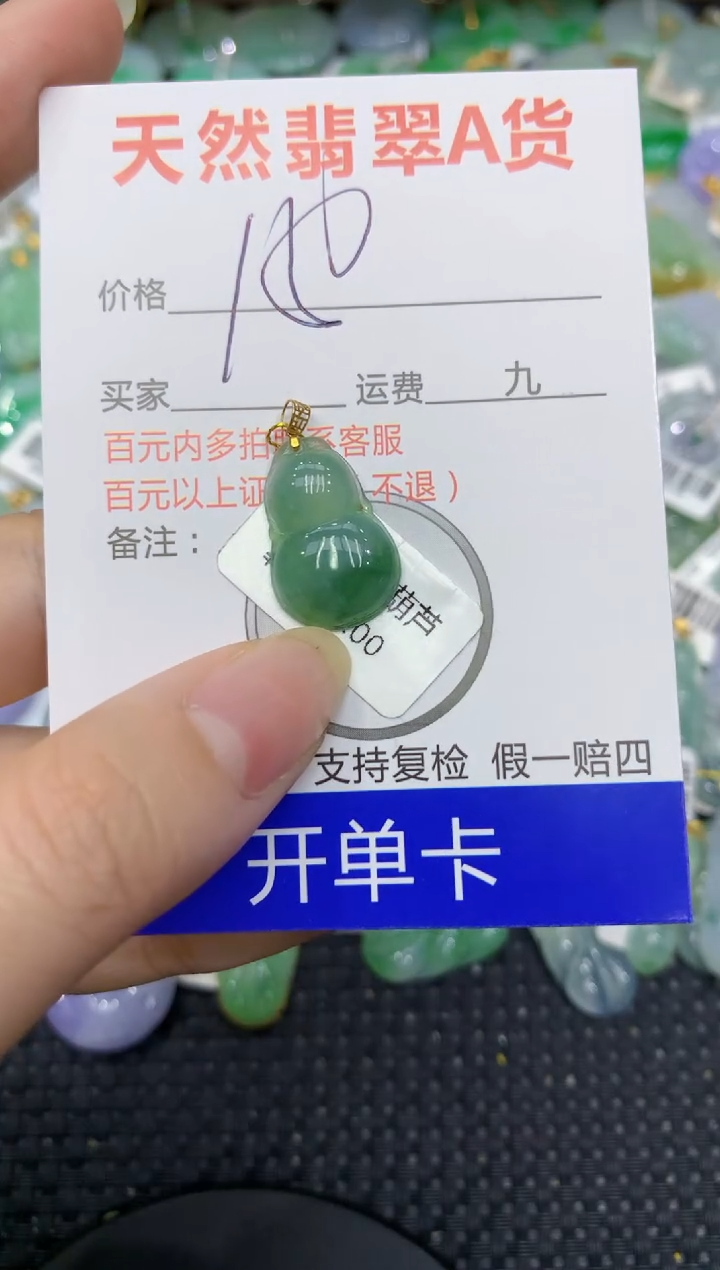 天然翡翠A货
价格
买家 运费 九
百元内多拍 系客服
百元以上证 不退）
备注：
葫芦
.00
支持复检 假一赔四
开单卡